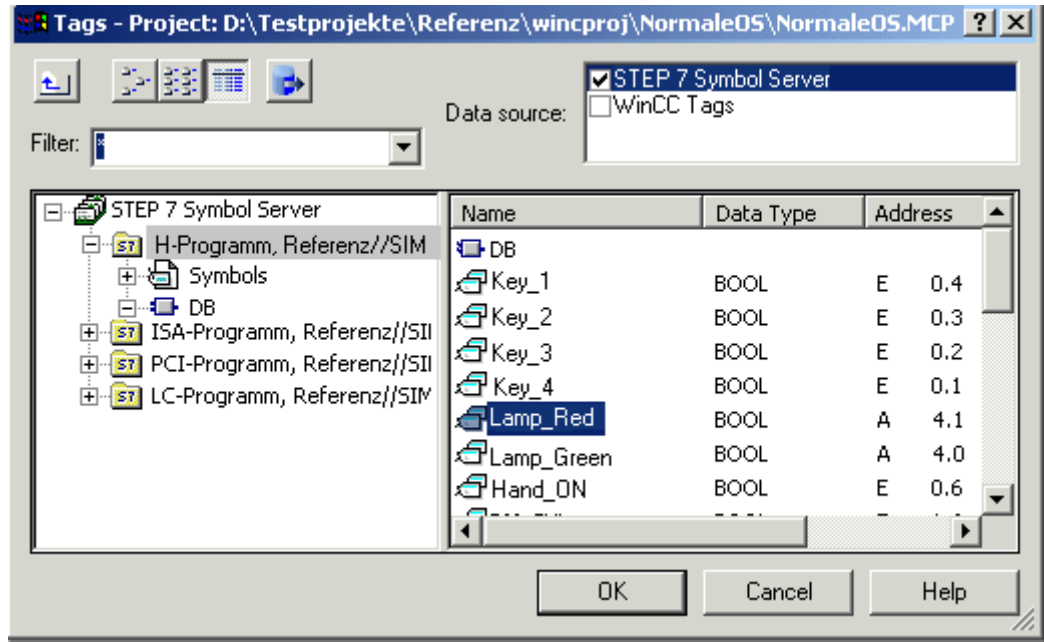 Tags - Project: D:\Testprojekte\Referenz\wincproj\NormaleOS\NormaleOS.MCP
Data source:
STEP 7 Symbol Server
WinCC Tags
Filter: *
STEP 7 Symbol Server
H-Programm, Referenz//SIM
Symbols
DB
ISA-Programm, Referenz//SI
PCI-Programm, Referenz//SI
LC-Programm, Referenz//SIM
Name Data Type Address
DB
Key_1 BOOL E 0.4
Key_2 BOOL E 0.3
Key_3 BOOL E 0.2
Key_4 BOOL E 0.1
Lamp_Red BOOL A 4.1
Lamp_Green BOOL A 4.0
Hand_ON BOOL E 0.6
OK Cancel Help